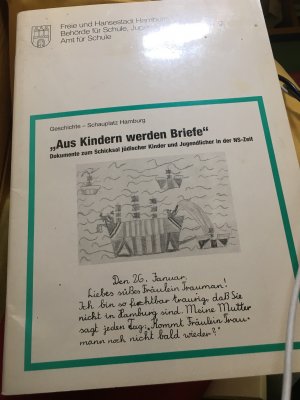 Freie und Hansestadt Hamburg
Behörde für Schule, Jugend
Amt für Schule
Geschichte – Schauplatz Hamburg
„Aus Kindern werden Briefe“
Dokumente zum Schicksal jüdischer Kinder und Jugendlicher in der NS-Zeit
Den 26. Januar.
Liebes süßes Fräulein Trauman!
Ich bin so furchtbar traurig, daß Sie
nicht in Hamburg sind. Meine Mutter
sagt jeden Tag: „Kommt Fräulein Trau-
mann noch nicht bald wieder?“